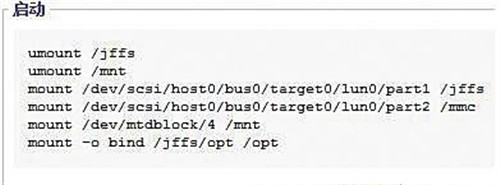 启动
umount /jffs
umount /mnt
mount /dev/scsi/host0/bus0/target0/lun0/part1 /jffs
mount /dev/scsi/host0/bus0/target0/lun0/part2 /mmc
mount /dev/mtdblock/4 /mnt
mount -o bind /jffs/opt /opt